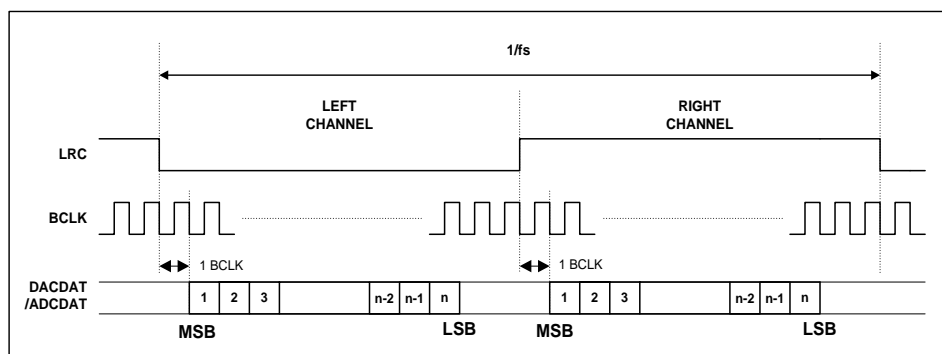 1/fs
LEFT
CHANNEL
RIGHT
CHANNEL
LRC
BCLK
1 BCLK
1 BCLK
DACDAT
/ADCDAT
1 2 3 n-2 n-1 n 1 2 3 n-2 n-1 n
MSB LSB MSB LSB